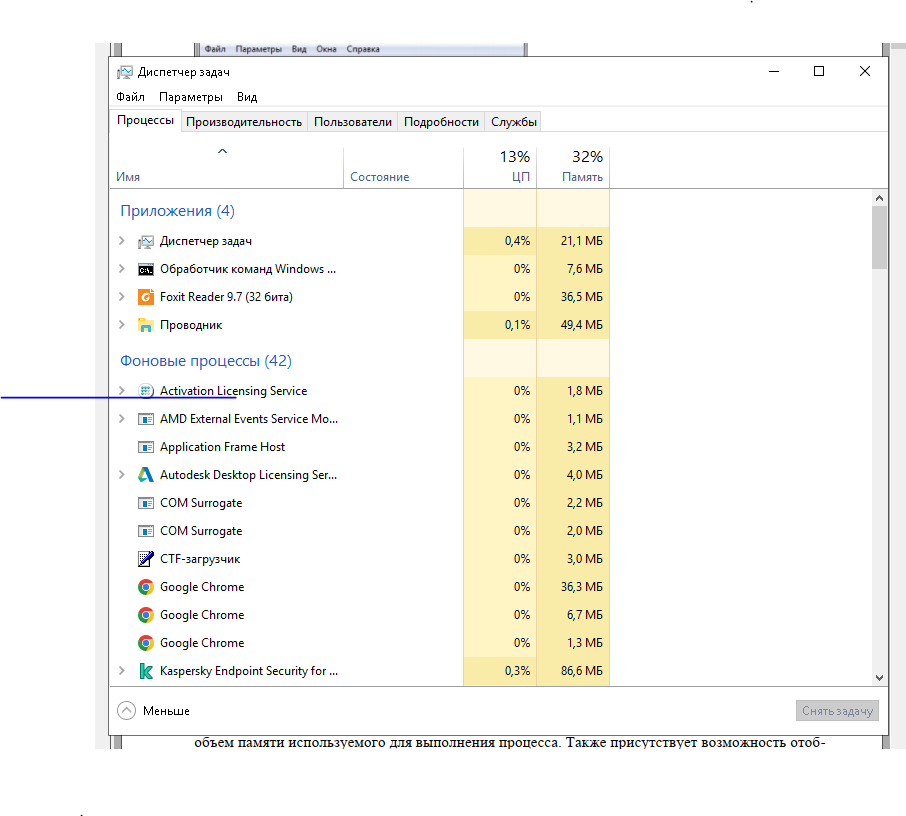 Файл Параметры Вид Окна Справка
Диспетчер задач
Файл Параметры Вид
Процессы Производительность Пользователи Подробности Службы
13% 32%
Имя Состояние ЦП Память
Приложения (4)
Диспетчер задач 0,4% 21,1 МБ
Обработчик команд Windows ... 0% 7,6 МБ
Foxit Reader 9.7 (32 бита) 0% 36,5 МБ
Проводник 0,1% 49,4 МБ
Фоновые процессы (42)
Activation Licensing Service 0% 1,8 МБ
AMD External Events Service Mo... 0% 1,1 МБ
Application Frame Host 0% 3,2 МБ
Autodesk Desktop Licensing Ser... 0% 4,0 МБ
COM Surrogate 0% 2,2 МБ
COM Surrogate 0% 2,0 МБ
CTF-загрузчик 0% 3,0 МБ
Google Chrome 0% 36,3 МБ
Google Chrome 0% 6,7 МБ
Google Chrome 0% 1,3 МБ
Kaspersky Endpoint Security for ... 0,3% 86,6 МБ
Меньше Снять задачу
объем памяти используемого для выполнения процесса. Также присутствует возможность отоб-